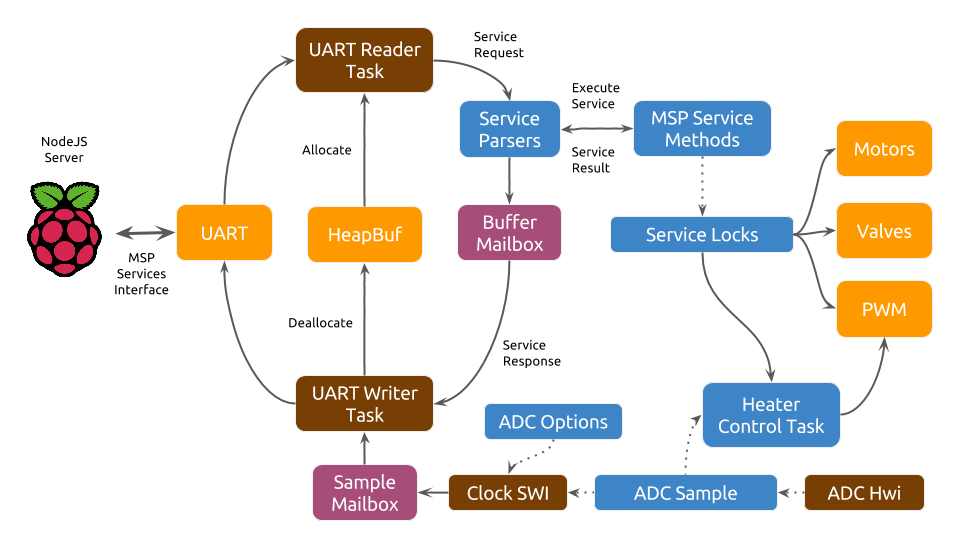 UART Reader
Task
Service
Request
Execute
Service
Service
Parsers
MSP Service
Methods
Motors
NodeJS
Server
Allocate
Service
Result
UART
HeapBuf
Buffer
Mailbox
Service Locks
Valves
MSP
Services
Interface
PWM
Deallocate
Service
Response
UART Writer
Task
ADC Options
Heater
Control Task
Sample
Mailbox
Clock SWI
ADC Sample
ADC Hwi